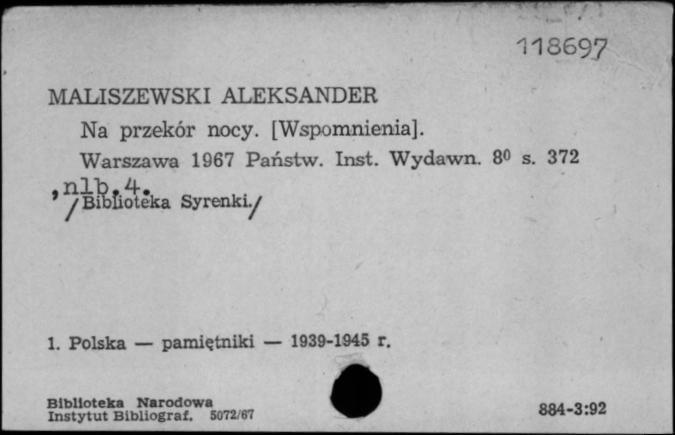 118697
MALISZEWSKI ALEKSANDER
Na przekór nocy. [Wspomnienia].
Warszawa 1967 Państw. Inst. Wydawn. 8⁰ s. 372
, nlb. 4.
/Biblioteka Syrenki./
1. Polska — pamiętniki — 1939-1945 r.
Biblioteka Narodowa
Instytut Bibliograf. 5072/67
884-3:92